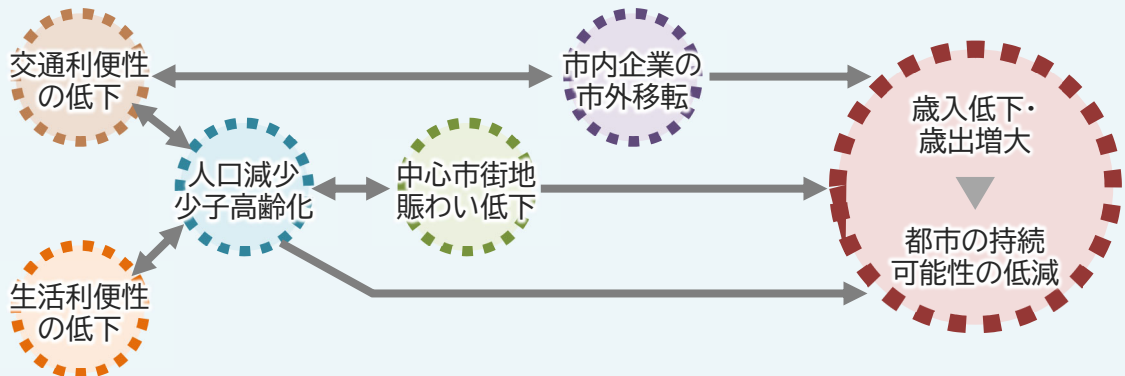 交通利便性
の低下
市内企業の
市外移転
人口減少
少子高齢化
中心市街地
賑わい低下
生活利便性
の低下
歳入低下・
歳出増大
都市の持続
可能性の低減